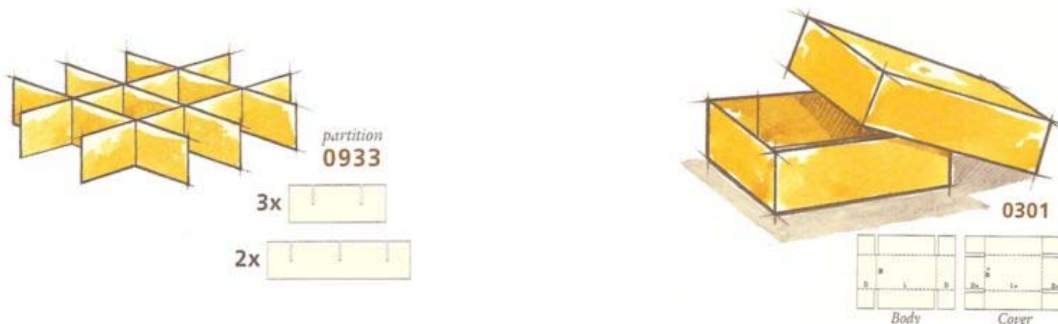 partition
0933
3x
2x
0301
D
B
L
D
D+
B+
L+
Body
Cover